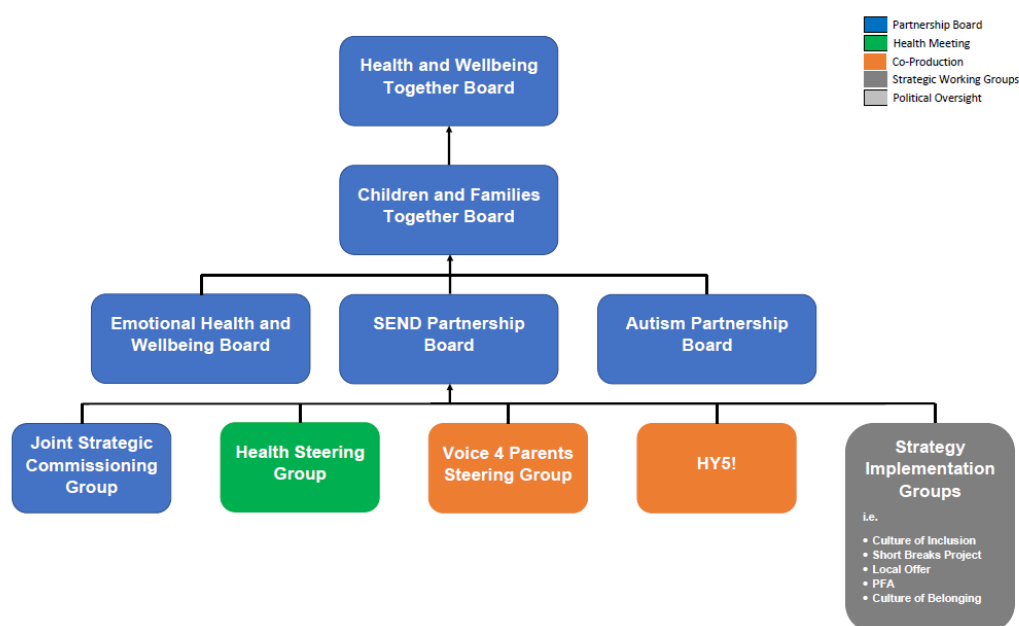 Partnership Board
Health Meeting
Co-Production
Strategic Working Groups
Political Oversight
Health and Wellbeing
Together Board
Children and Families
Together Board
Emotional Health and
Wellbeing Board
SEND Partnership
Board
Autism Partnership
Board
Joint Strategic
Commissioning
Group
Health Steering
Group
Voice 4 Parents
Steering Group
HY5!
Strategy
Implementation
Groups
i.e.
• Culture of Inclusion
• Short Breaks Project
• Local Offer
• PFA
• Culture of Belonging